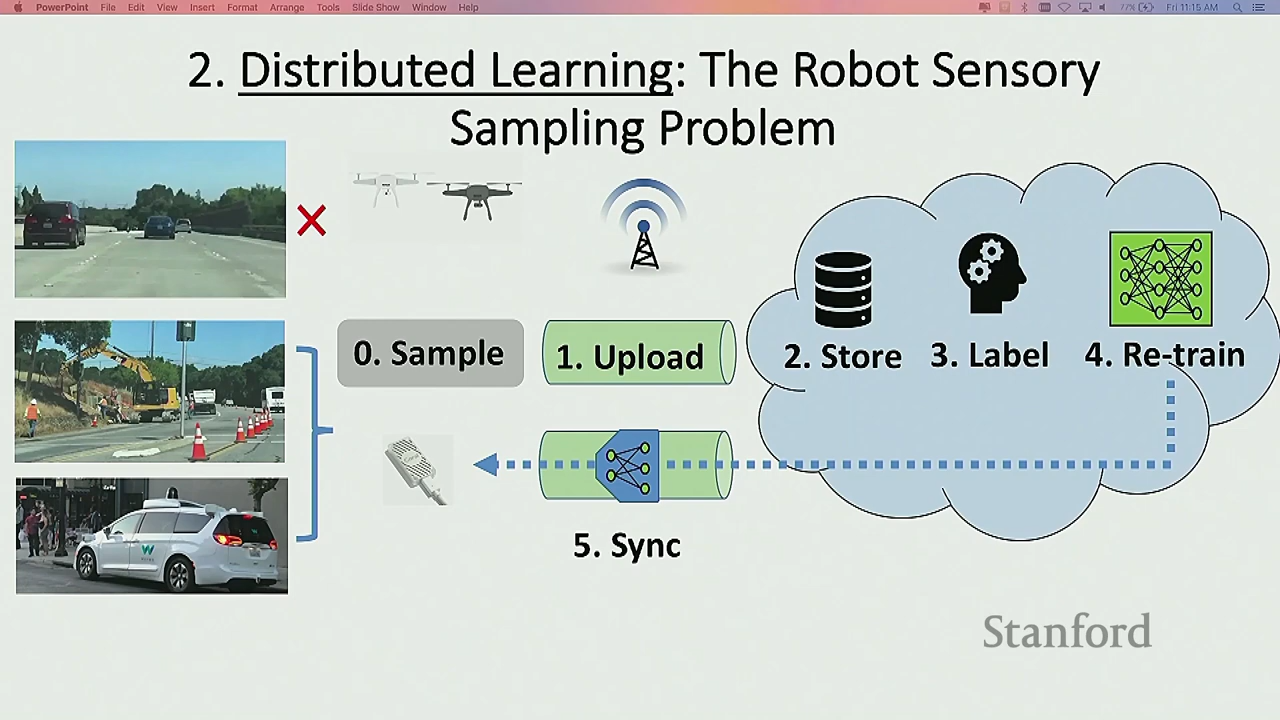 PowerPoint File Edit View Insert Format Arrange Tools Slide Show Window Help 77% Fri 11:15 AM
2. Distributed Learning: The Robot Sensory
Sampling Problem
0. Sample
1. Upload
2. Store
3. Label
4. Re-train
5. Sync
Stanford